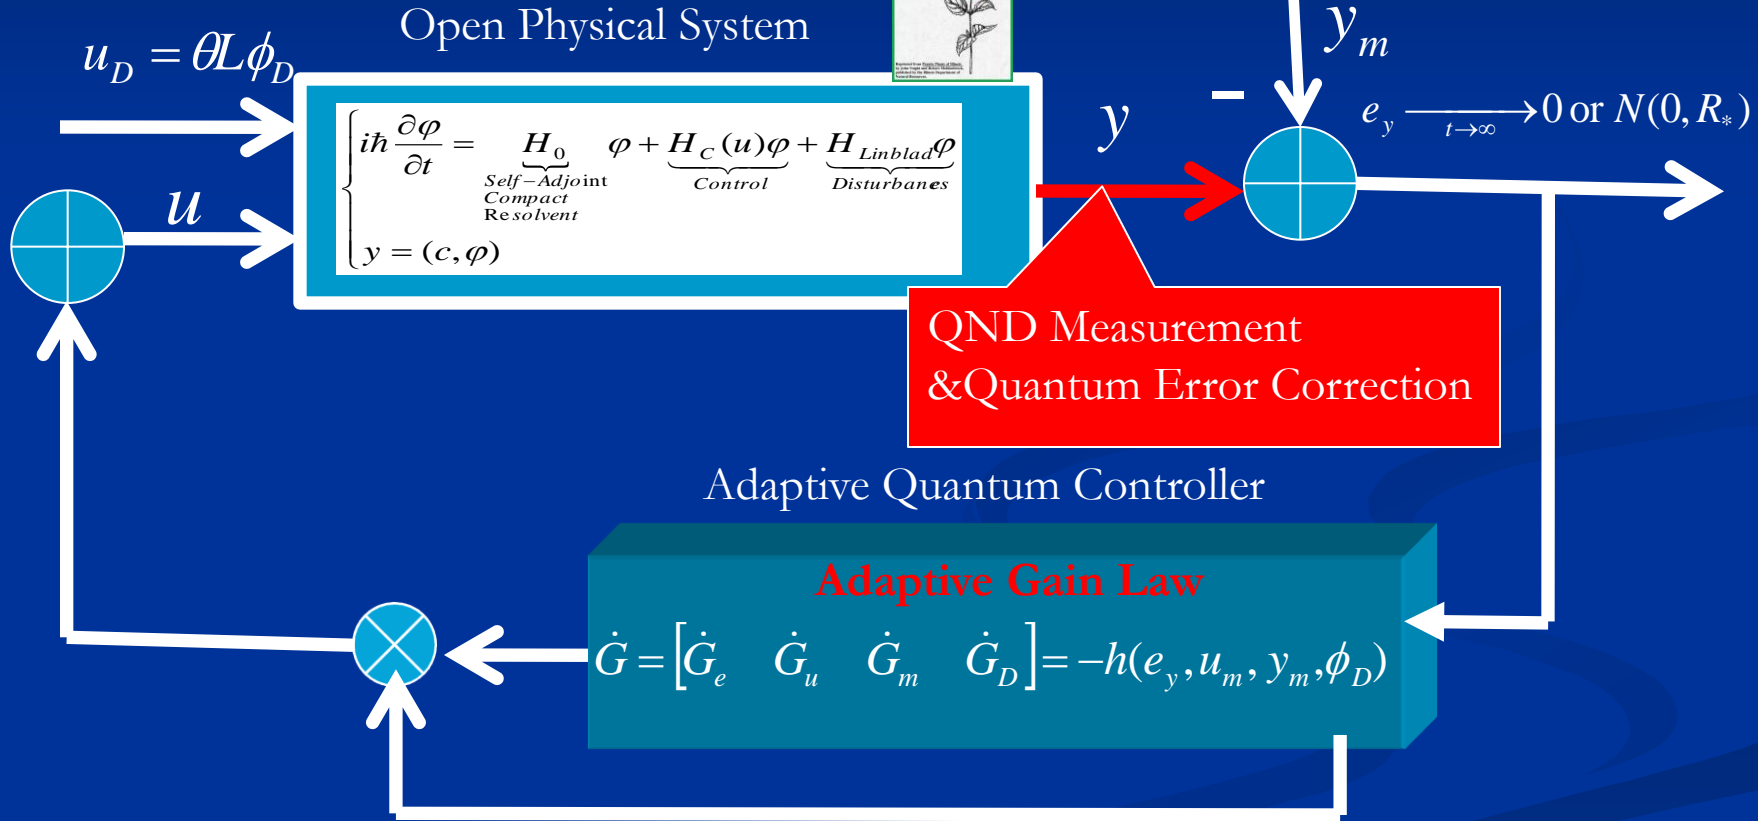 Open Physical System
u_D = θLϕ_D
y_m
iħ ∂φ/∂t = H_0 φ + H_C(u)φ + H_Linblad φ
Self-Adjoint
Compact
Resolvent
Control
Disturbances
y = (c, φ)
u
y
−
e_y → 0 or N(0, R_*)
t→∞
QND Measurement
&Quantum Error Correction
Adaptive Quantum Controller
Adaptive Gain Law
Ġ = [Ġ_e Ġ_u Ġ_m Ġ_D] = −h(e_y, u_m, y_m, ϕ_D)